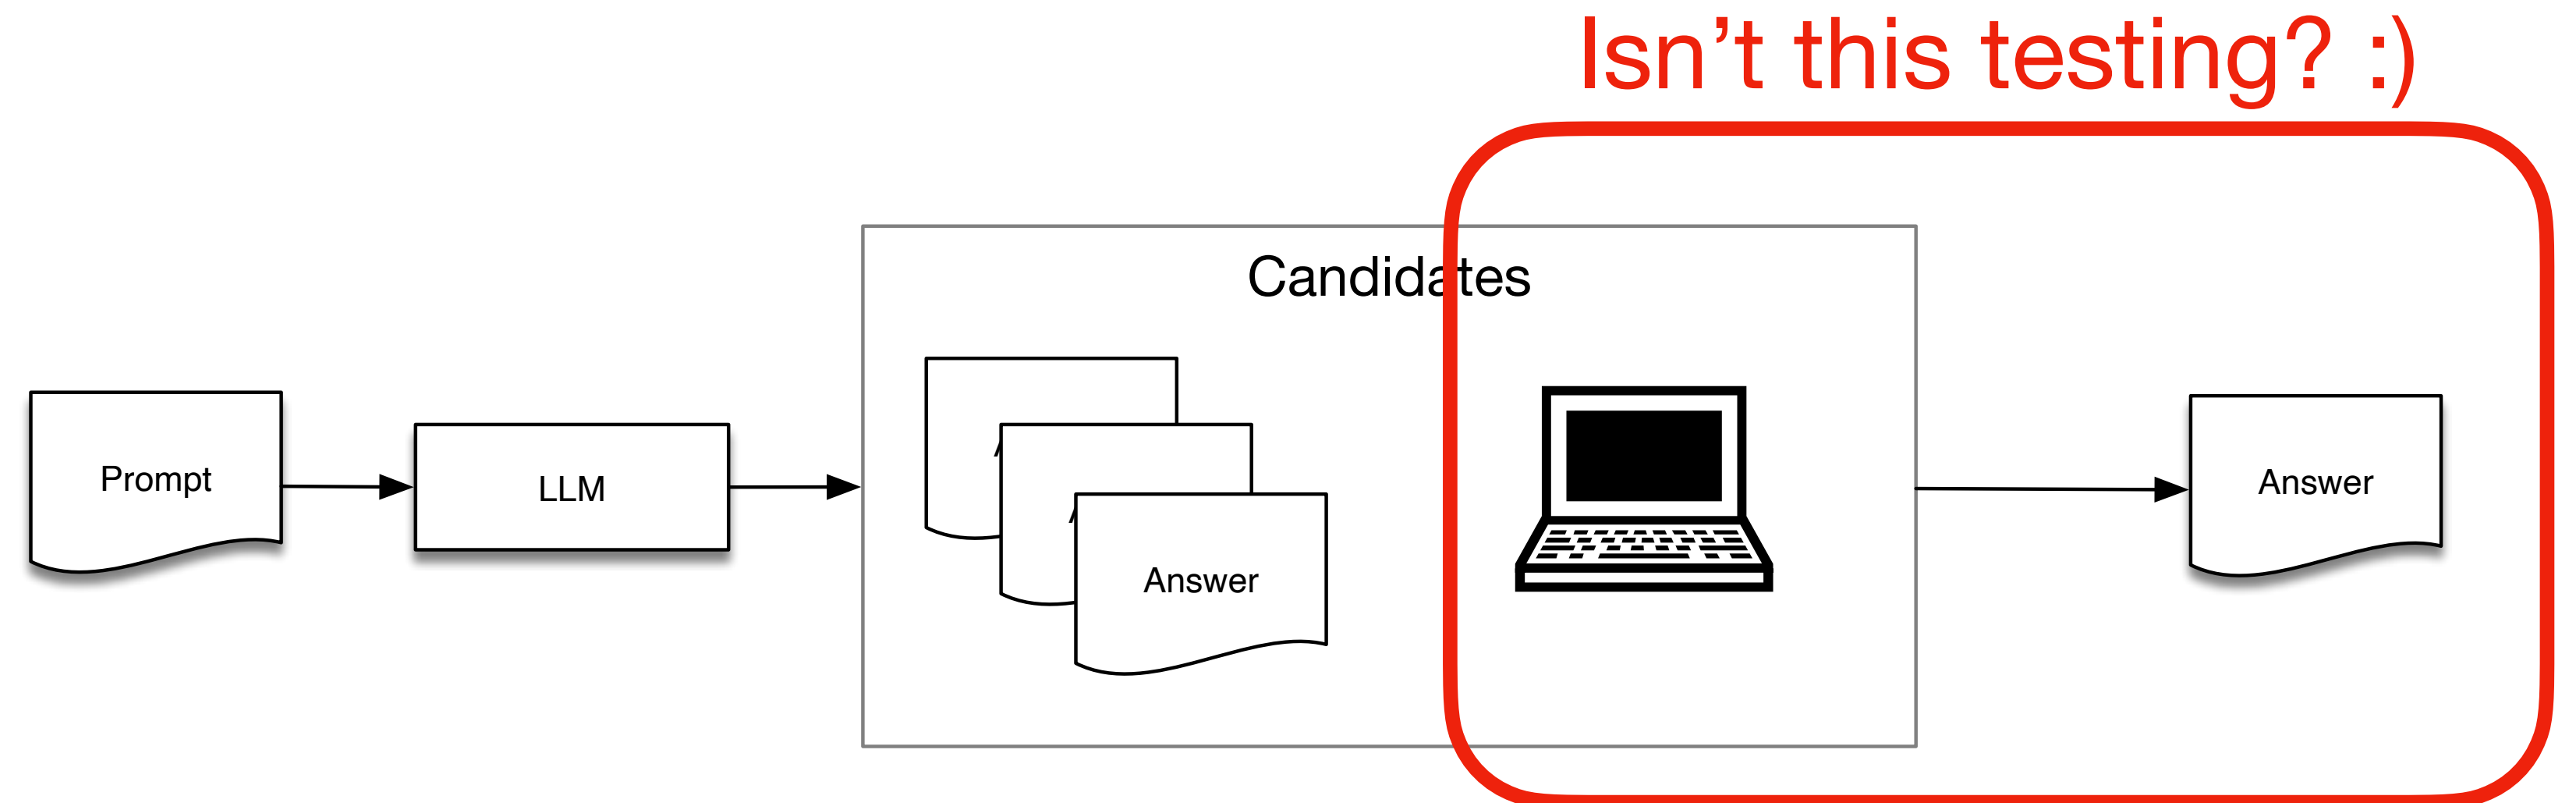 Isn’t this testing? :)
Candidates
Prompt
LLM
Answer
Answer